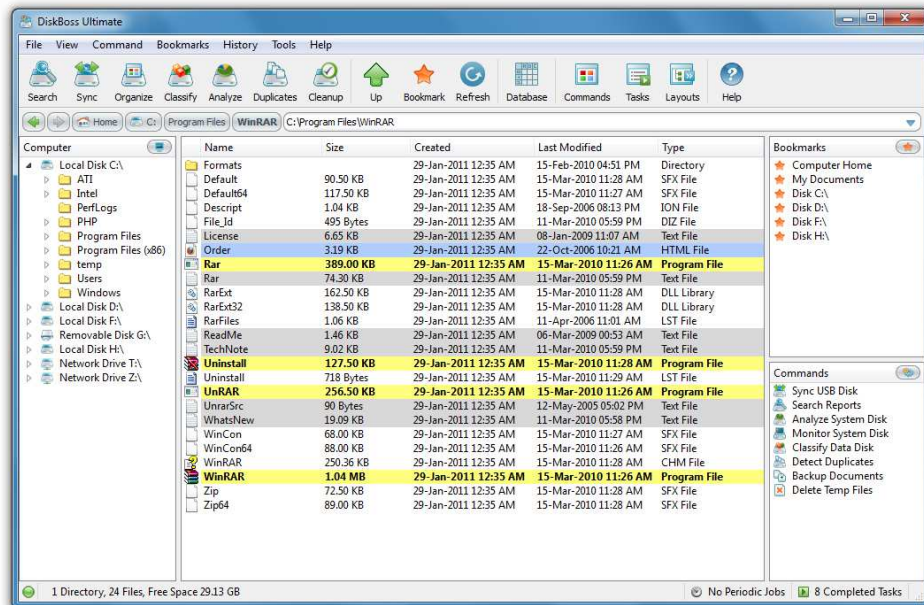 DiskBoss Ultimate
File View Command Bookmarks History Tools Help
Search Sync Organize Classify Analyze Duplicates Cleanup Up Bookmark Refresh Database Commands Tasks Layouts Help
Home C: Program Files WinRAR C:\Program Files\WinRAR
Computer
Local Disk C:\
ATI
Intel
PerfLogs
PHP
Program Files
Program Files (x86)
temp
Users
Windows
Local Disk D:\
Local Disk F:\
Removable Disk G:\
Local Disk H:\
Network Drive T:\
Network Drive Z:\
Name Size Created Last Modified Type
Formats 29-Jan-2011 12:35 AM 15-Feb-2010 04:51 PM Directory
Default 90.50 KB 29-Jan-2011 12:35 AM 15-Mar-2010 11:28 AM SFX File
Default64 117.50 KB 29-Jan-2011 12:35 AM 15-Mar-2010 11:27 AM SFX File
Descript 1.04 KB 29-Jan-2011 12:35 AM 18-Sep-2006 08:13 PM ION File
File_Id 495 Bytes 29-Jan-2011 12:35 AM 11-Mar-2010 05:59 PM DIZ File
License 6.65 KB 29-Jan-2011 12:35 AM 08-Jan-2009 11:07 AM Text File
Order 3.19 KB 29-Jan-2011 12:35 AM 22-Oct-2006 10:21 AM HTML File
Rar 389.00 KB 29-Jan-2011 12:35 AM 15-Mar-2010 11:26 AM Program File
Rar 74.30 KB 29-Jan-2011 12:35 AM 11-Mar-2010 05:59 PM Text File
RarExt 162.50 KB 29-Jan-2011 12:35 AM 15-Mar-2010 11:28 AM DLL Library
RarExt32 138.50 KB 29-Jan-2011 12:35 AM 15-Mar-2010 11:28 AM DLL Library
RarFiles 1.06 KB 29-Jan-2011 12:35 AM 11-Apr-2006 11:01 AM LST File
ReadMe 1.46 KB 29-Jan-2011 12:35 AM 06-Mar-2009 00:53 AM Text File
TechNote 9.02 KB 29-Jan-2011 12:35 AM 11-Mar-2010 05:59 PM Text File
Uninstall 127.50 KB 29-Jan-2011 12:35 AM 15-Mar-2010 11:28 AM Program File
Uninstall 718 Bytes 29-Jan-2011 12:35 AM 15-Mar-2010 11:29 AM LST File
UnRAR 256.50 KB 29-Jan-2011 12:35 AM 15-Mar-2010 11:26 AM Program File
UnrarSrc 90 Bytes 29-Jan-2011 12:35 AM 12-May-2005 05:02 PM Text File
WhatsNew 19.09 KB 29-Jan-2011 12:35 AM 11-Mar-2010 05:58 PM Text File
WinCon 68.00 KB 29-Jan-2011 12:35 AM 15-Mar-2010 11:27 AM SFX File
WinCon64 88.00 KB 29-Jan-2011 12:35 AM 15-Mar-2010 11:26 AM SFX File
WinRAR 250.36 KB 29-Jan-2011 12:35 AM 15-Mar-2010 11:28 AM CHM File
WinRAR 1.04 MB 29-Jan-2011 12:35 AM 15-Mar-2010 11:26 AM Program File
Zip 72.50 KB 29-Jan-2011 12:35 AM 15-Mar-2010 11:28 AM SFX File
Zip64 89.00 KB 29-Jan-2011 12:35 AM 15-Mar-2010 11:28 AM SFX File
Bookmarks
Computer Home
My Documents
Disk C:\
Disk D:\
Disk F:\
Disk H:\
Commands
Sync USB Disk
Search Reports
Analyze System Disk
Monitor System Disk
Classify Data Disk
Detect Duplicates
Backup Documents
Delete Temp Files
1 Directory, 24 Files, Free Space 29.13 GB No Periodic Jobs 8 Completed Tasks